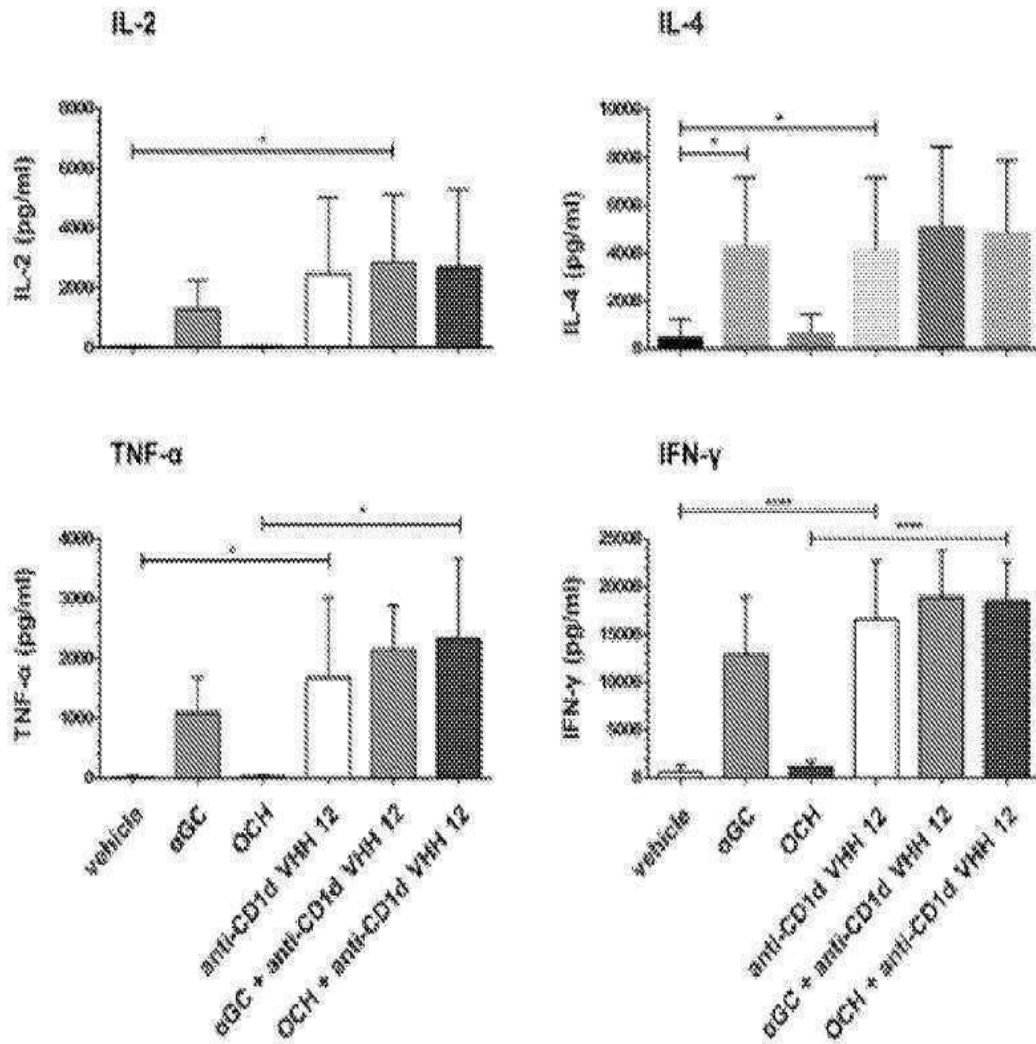 IL-2
IL-4
IL-2 (pg/ml)
8000
6000
4000
2000
0
*
IL-4 (pg/ml)
10000
8000
6000
4000
2000
0
*
*
TNF-α
IFN-γ
TNF-α (pg/ml)
4000
3000
2000
1000
0
*
*
IFN-γ (pg/ml)
25000
20000
15000
10000
5000
0
****
****
vehicle
αGC
OCH
anti-CD1d VHH 12
αGC + anti-CD1d VHH 12
OCH + anti-CD1d VHH 12
vehicle
αGC
OCH
anti-CD1d VHH 12
αGC + anti-CD1d VHH 12
OCH + anti-CD1d VHH 12